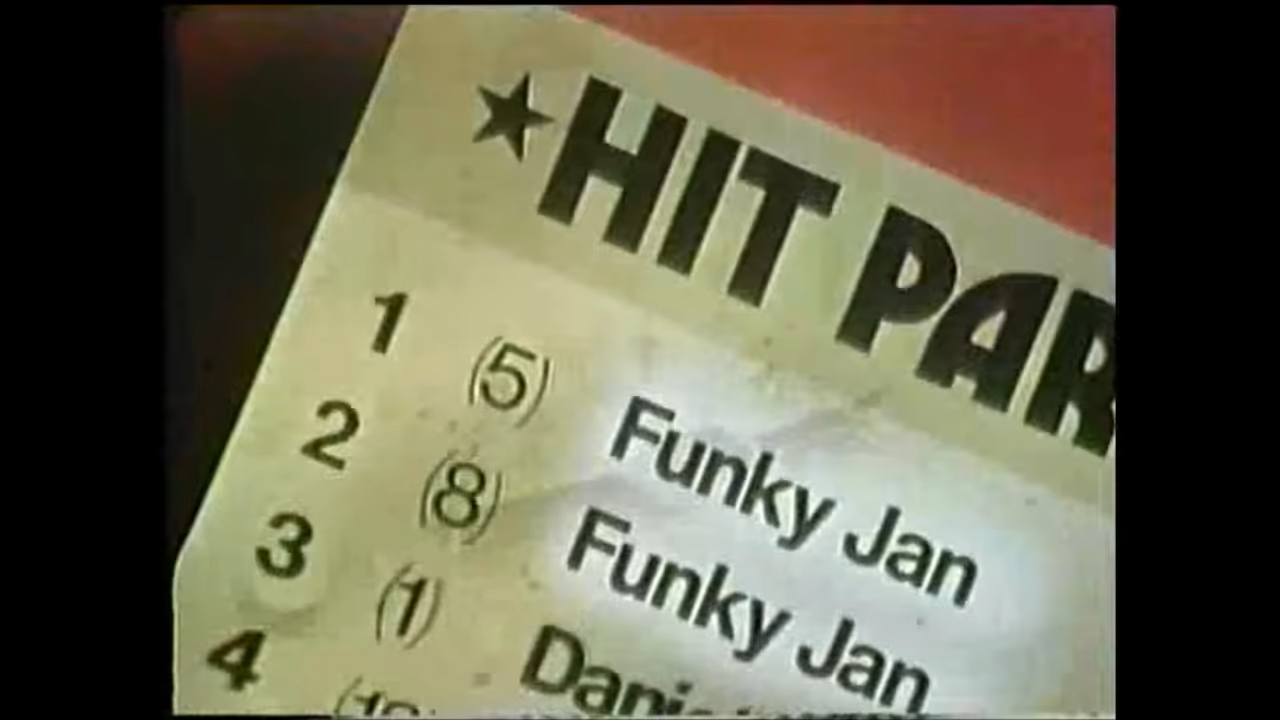 ★HIT PAR
1 (5) Funky Jan
2 (8) Funky Jan
3 (1)
4